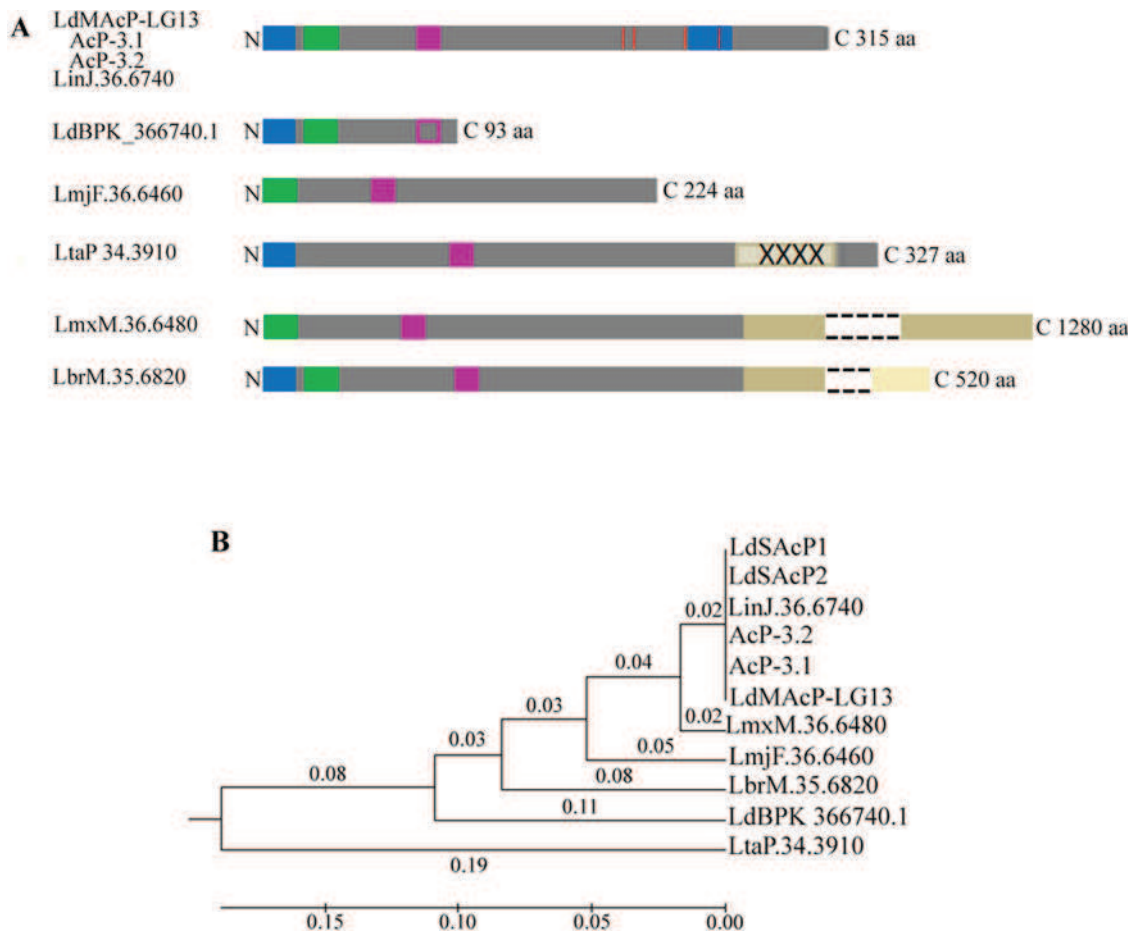 A
LdMAcP-LG13
AcP-3.1
AcP-3.2
LinJ.36.6740
N
C 315 aa
LdBPK_366740.1
N
C 93 aa
LmjF.36.6460
N
C 224 aa
LtaP 34.3910
N
XXXX
C 327 aa
LmxM.36.6480
N
C 1280 aa
LbrM.35.6820
N
C 520 aa
B
LdSAcP1
LdSAcP2
0.02
LinJ.36.6740
AcP-3.2
0.04
AcP-3.1
LdMAcP-LG13
0.03
0.02
LmxM.36.6480
0.03
0.05
LmjF.36.6460
0.08
0.08
LbrM.35.6820
0.11
LdBPK 366740.1
LtaP.34.3910
0.19
0.15 0.10 0.05 0.00